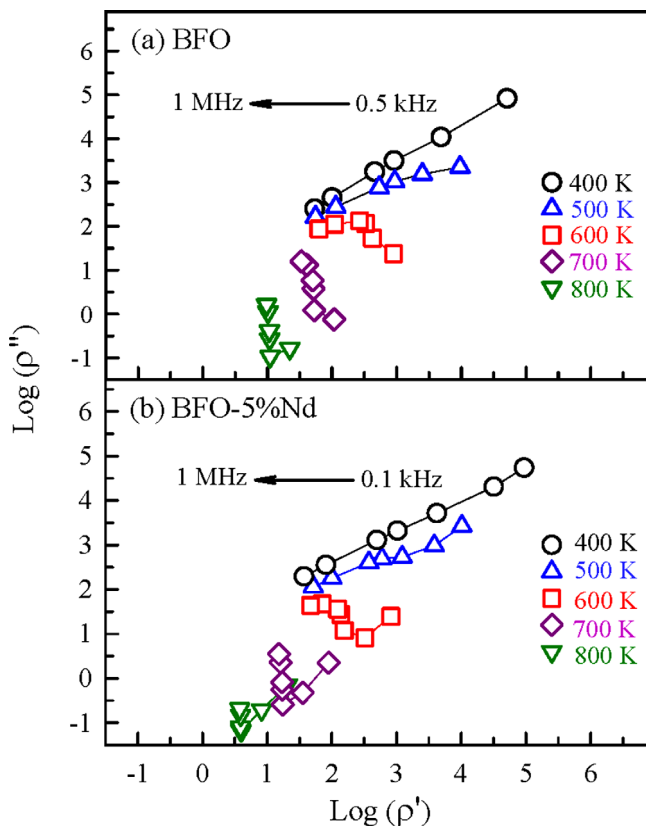 (a) BFO
1 MHz 0.5 kHz
400 K
500 K
600 K
700 K
800 K
6
5
4
3
2
1
0
-1
Log (ρ'')
(b) BFO-5%Nd
1 MHz 0.1 kHz
400 K
500 K
600 K
700 K
800 K
6
5
4
3
2
1
0
-1
-1 0 1 2 3 4 5 6
Log (ρ')